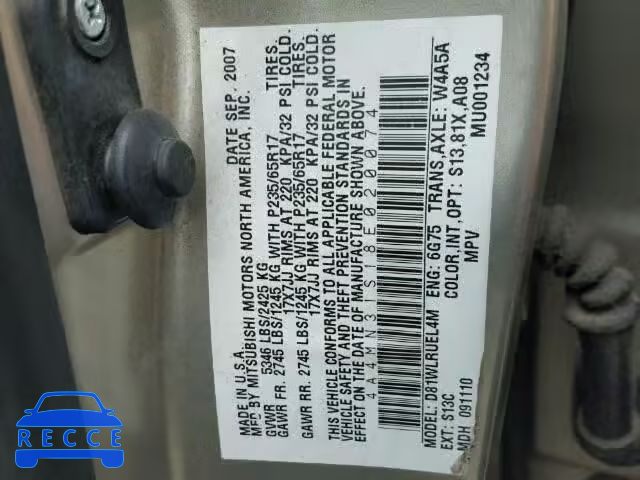 MADE IN U.S.A. DATE SEP. 2007
MFD BY MITSUBISHI MOTORS NORTH AMERICA, INC.
GVWR 5346 LBS/2425 KG
GAWR FR. 2745 LBS/1245 KG WITH P235/65R17 TIRES,
17X7JJ RIMS AT 220 KPA/32 PSI COLD.
GAWR RR. 2745 LBS/1245 KG WITH P235/65R17 TIRES,
17X7JJ RIMS AT 220 KPA/32 PSI COLD.
THIS VEHICLE CONFORMS TO ALL APPLICABLE FEDERAL MOTOR
VEHICLE SAFETY AND THEFT PREVENTION STANDARDS IN
EFFECT ON THE DATE OF MANUFACTURE SHOWN ABOVE.
4A4MN31S18E020074
MODEL: D81WLRUEL4M ENG: 6G75 TRANS,AXLE: W4A5A
EXT: S13C COLOR,INT,OPT: S13,81X,A08
MDH 091110 MPV MU001234
RECCE